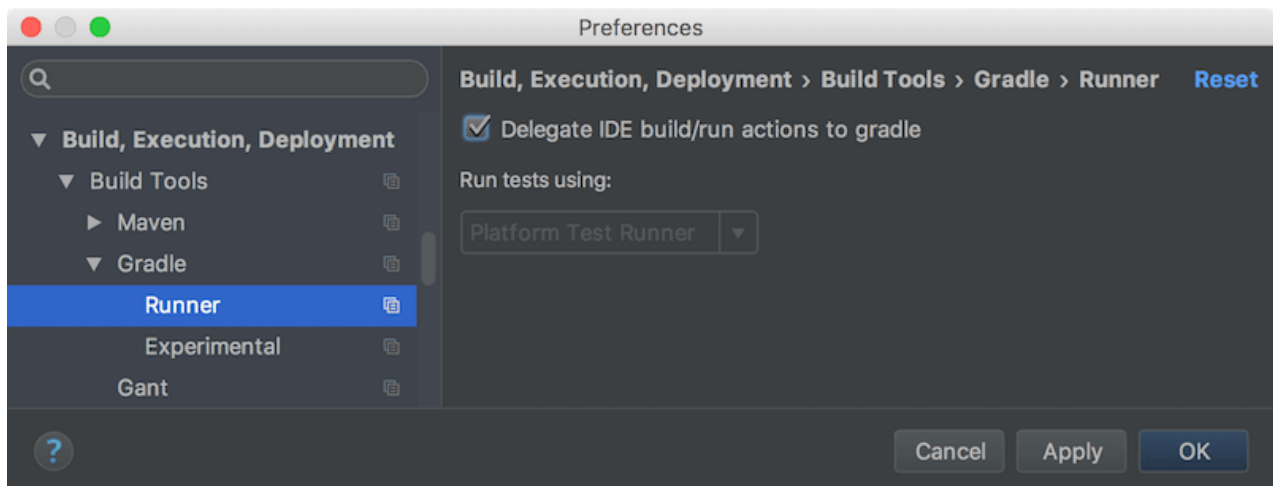 Preferences
Build, Execution, Deployment › Build Tools › Gradle › Runner Reset
Build, Execution, Deployment
Build Tools
Maven
Gradle
Runner
Experimental
Gant
Delegate IDE build/run actions to gradle
Run tests using:
Platform Test Runner
?
Cancel Apply OK